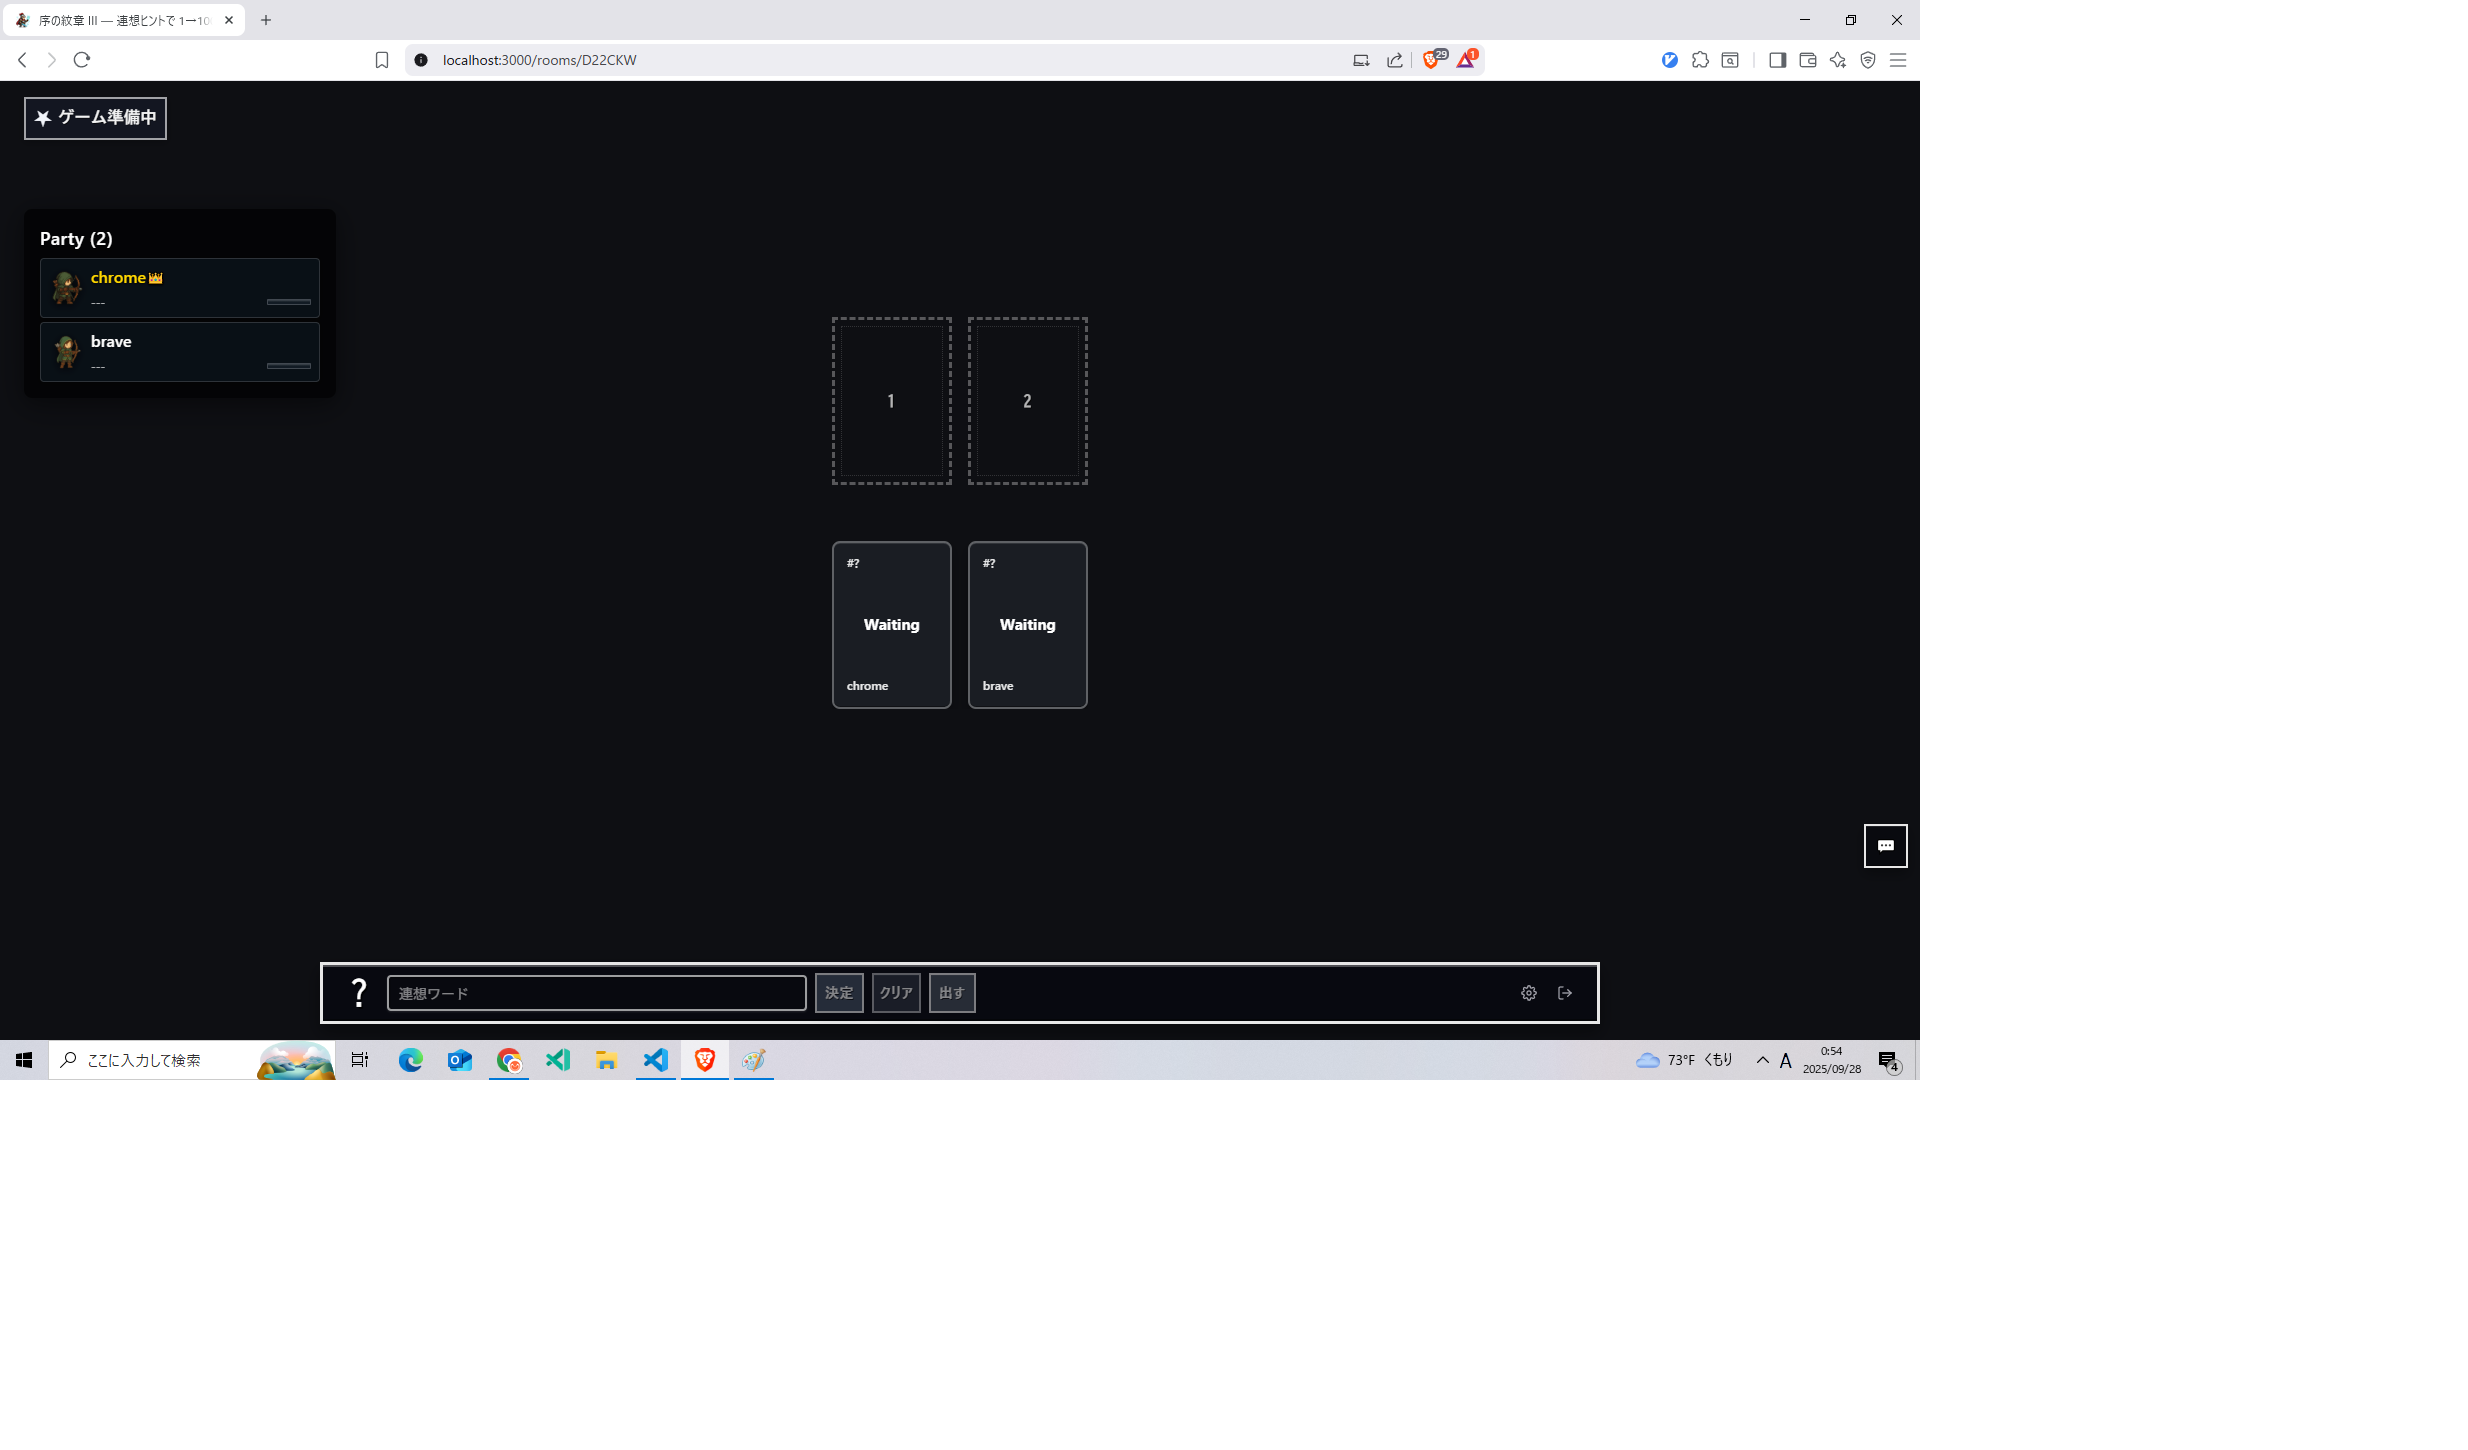 序の紋章 III — 連想ヒントで 1→10
localhost:3000/rooms/D22CKW
29
1
ゲーム準備中
Party (2)
chrome
---
brave
---
1
2
#?
#?
Waiting
Waiting
chrome
brave
?
連想ワード
決定
クリア
出す
ここに入力して検索
73°F くもり
A
0:54
2025/09/28
4